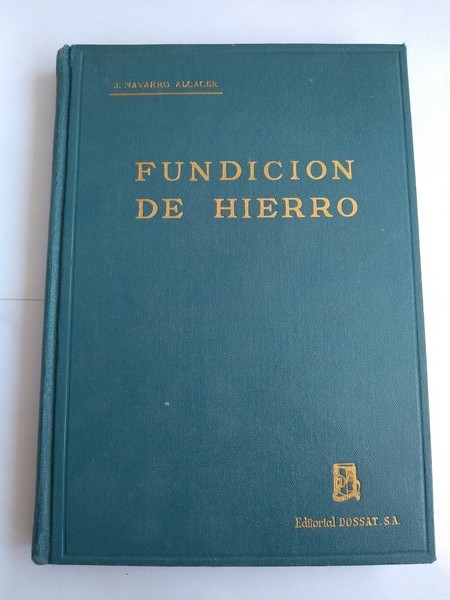 J. NAVARRO ALCACER
FUNDICION
DE HIERRO
Editorial DOSSAT. S.A.